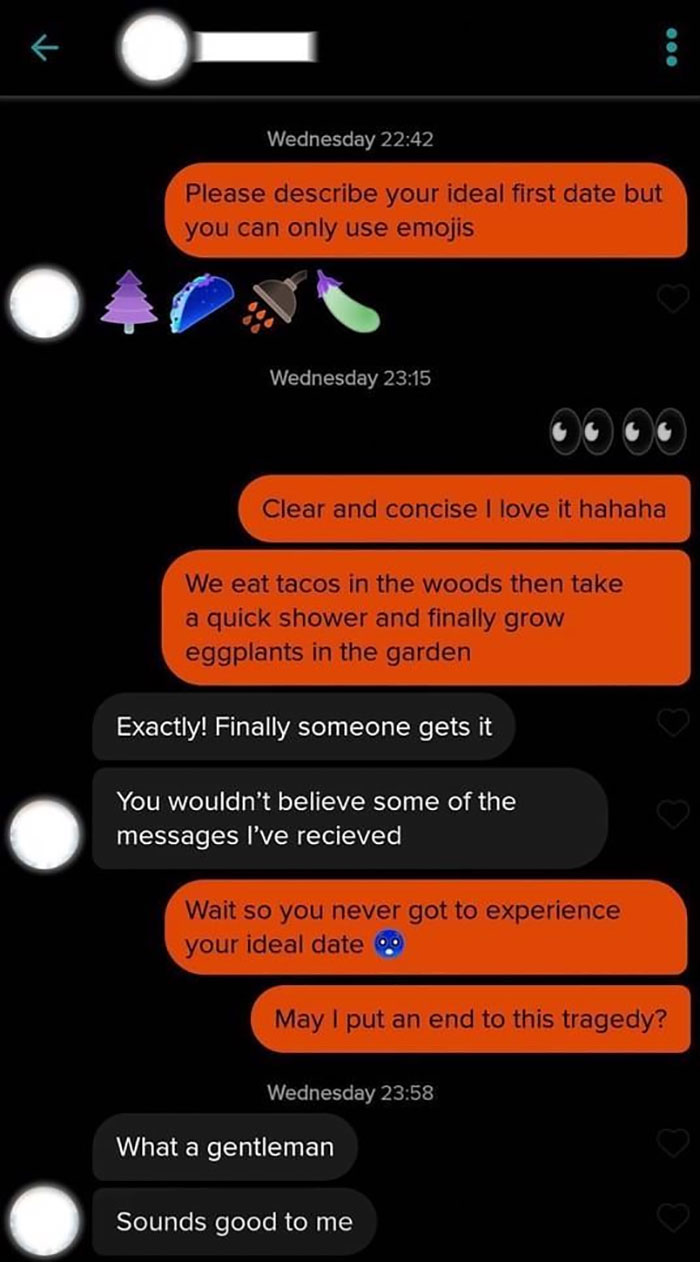 Wednesday 22:42
Please describe your ideal first date but
you can only use emojis
Wednesday 23:15
Clear and concise I love it hahaha
We eat tacos in the woods then take
a quick shower and finally grow
eggplants in the garden
Exactly! Finally someone gets it
You wouldn't believe some of the
messages I've recieved
Wait so you never got to experience
your ideal date
May I put an end to this tragedy?
Wednesday 23:58
What a gentleman
Sounds good to me